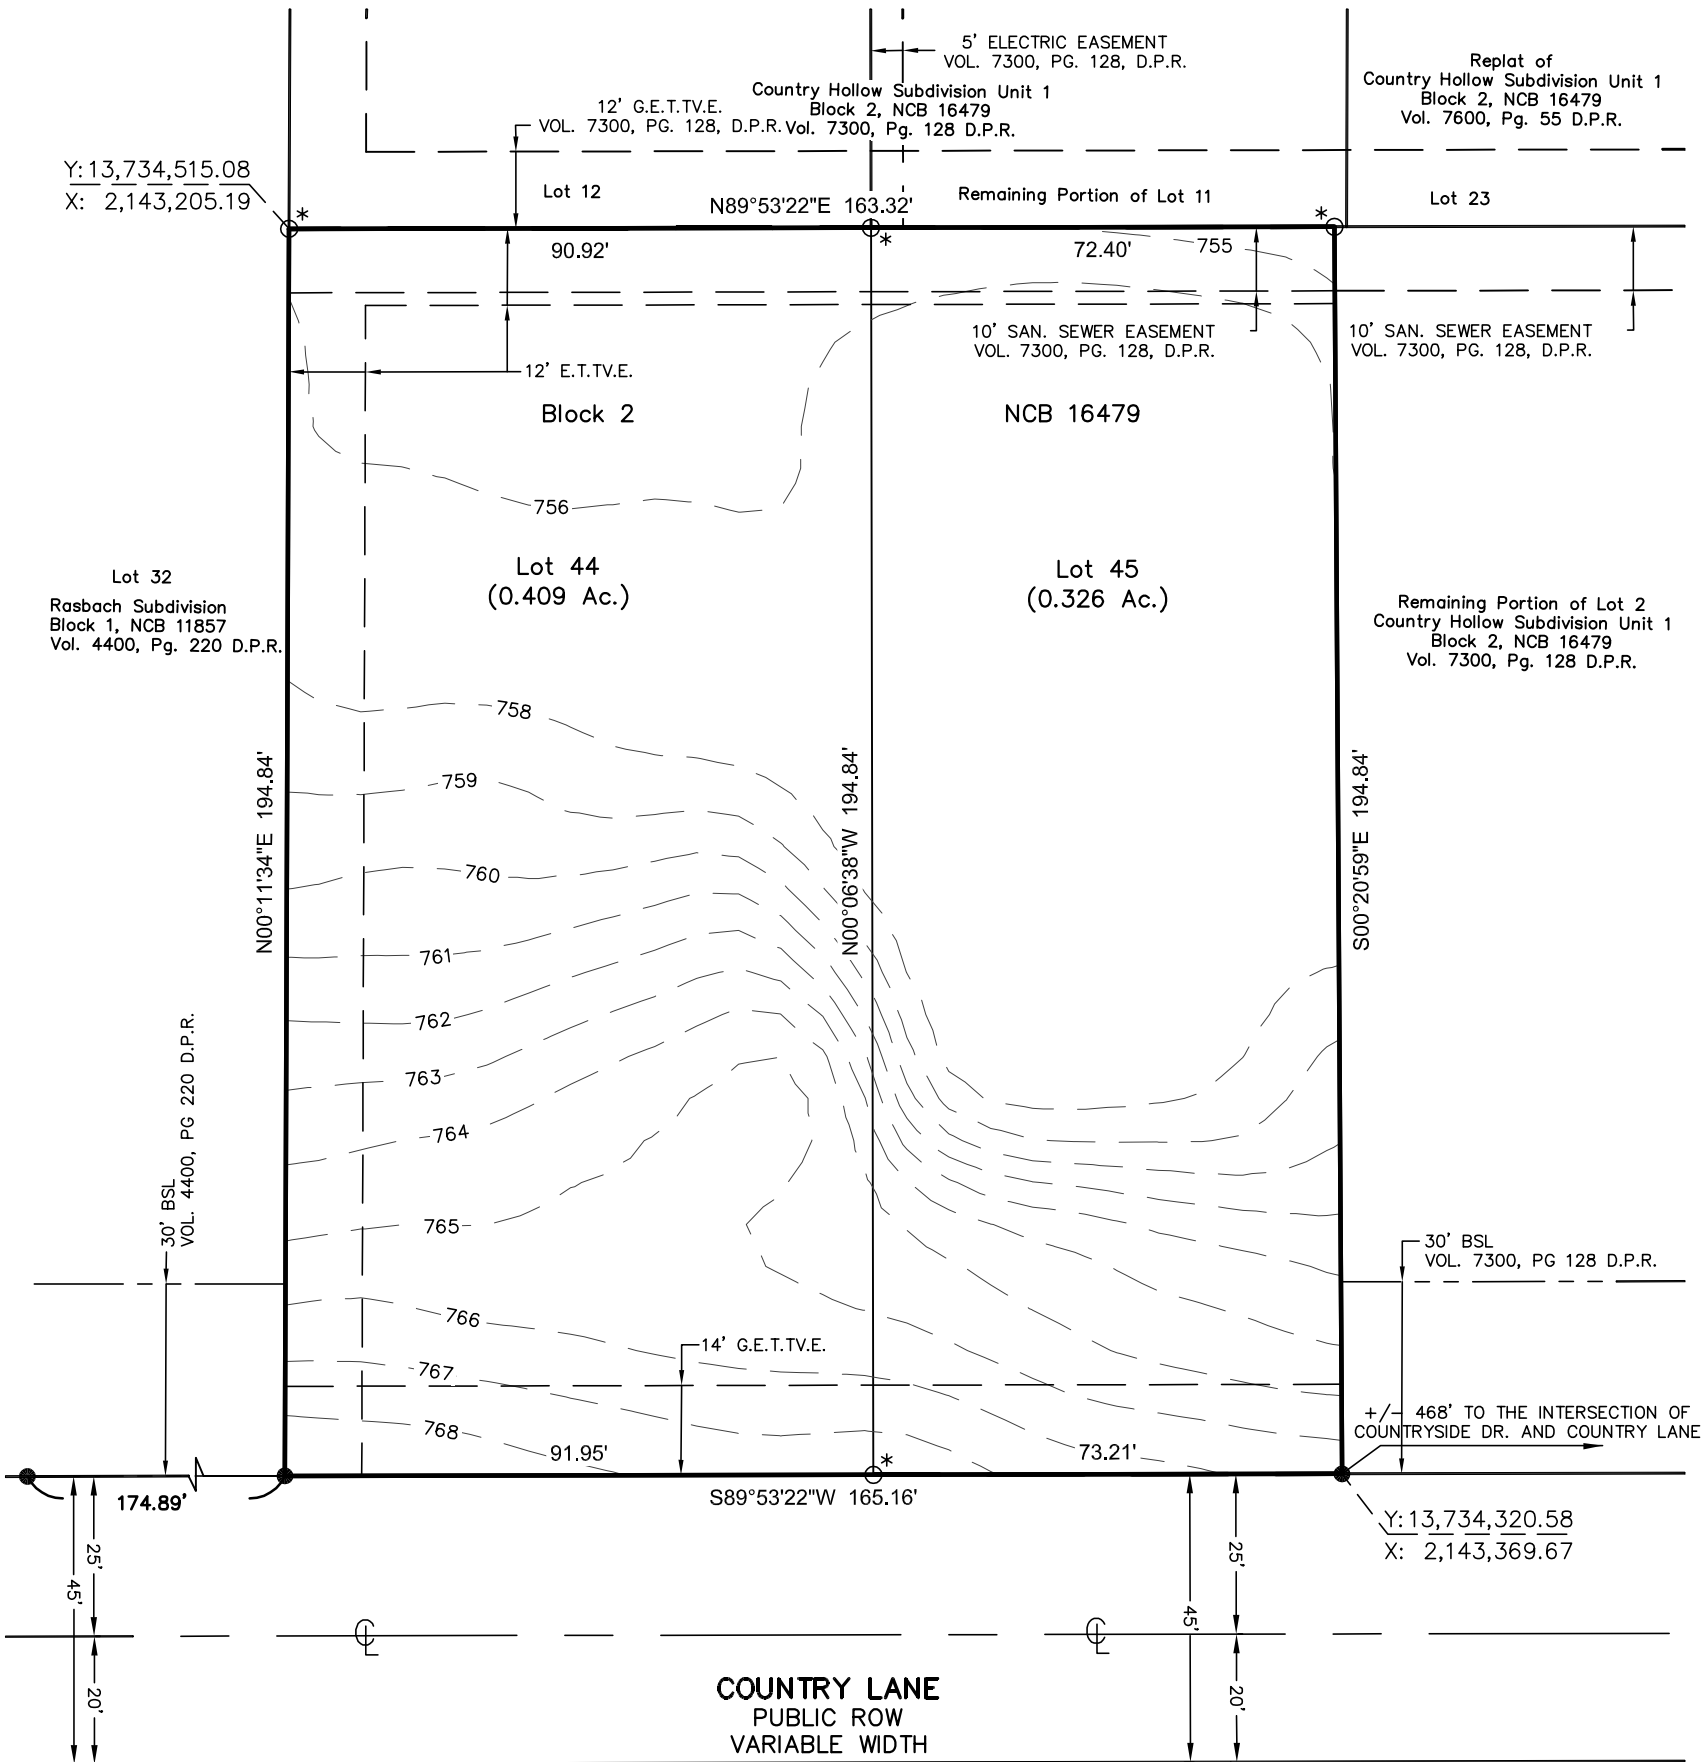 5' ELECTRIC EASEMENT
VOL. 7300, PG. 128, D.P.R.
Replat of
Country Hollow Subdivision Unit 1
Block 2, NCB 16479
Vol. 7600, Pg. 55 D.P.R.
12' G.E.T.TV.E.
VOL. 7300, PG. 128, D.P.R.
Country Hollow Subdivision Unit 1
Block 2, NCB 16479
Vol. 7300, Pg. 128 D.P.R.
Y: 13,734,515.08
X: 2,143,205.19
*
Lot 12
N89°53'22"E 163.32'
Remaining Portion of Lot 11
*
Lot 23
90.92'
*
72.40'
755
10' SAN. SEWER EASEMENT
VOL. 7300, PG. 128, D.P.R.
10' SAN. SEWER EASEMENT
VOL. 7300, PG. 128, D.P.R.
12' E.T.TV.E.
Block 2
NCB 16479
756
Lot 44
(0.409 Ac.)
Lot 45
(0.326 Ac.)
Lot 32
Rasbach Subdivision
Block 1, NCB 11857
Vol. 4400, Pg. 220 D.P.R.
Remaining Portion of Lot 2
Country Hollow Subdivision Unit 1
Block 2, NCB 16479
Vol. 7300, Pg. 128 D.P.R.
758
759
N00°11'34"E 194.84'
N00°06'38"W 194.84'
S00°20'59"E 194.84'
760
761
762
763
764
765
30' BSL
VOL. 4400, PG 220 D.P.R.
30' BSL
VOL. 7300, PG 128 D.P.R.
766
14' G.E.T.TV.E.
767
768
+/- 468' TO THE INTERSECTION OF
COUNTRYSIDE DR. AND COUNTRY LANE
91.95'
*
73.21'
174.89'
S89°53'22"W 165.16'
Y: 13,734,320.58
X: 2,143,369.67
25'
45'
20'
25'
45'
20'
CL
CL
COUNTRY LANE
PUBLIC ROW
VARIABLE WIDTH